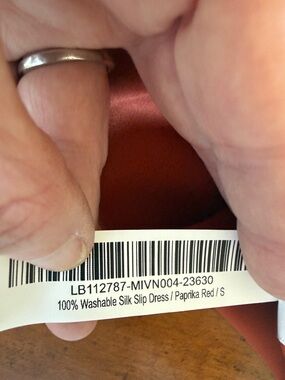 LB112787-MIVN004-23630
100% Washable Silk Slip Dress / Paprika Red / S